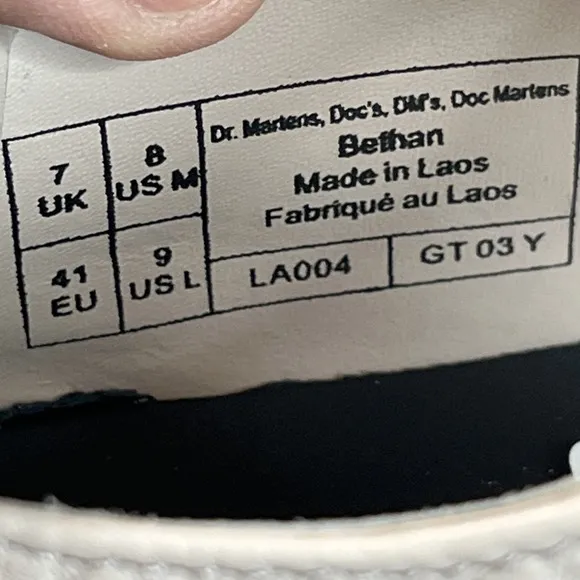 7
UK
8
US M
Dr. Martens, Doc's, DM's, Doc Martens
Bethan
Made in Laos
Fabriqué au Laos
41
EU
9
US L
LA004
GT 03 Y